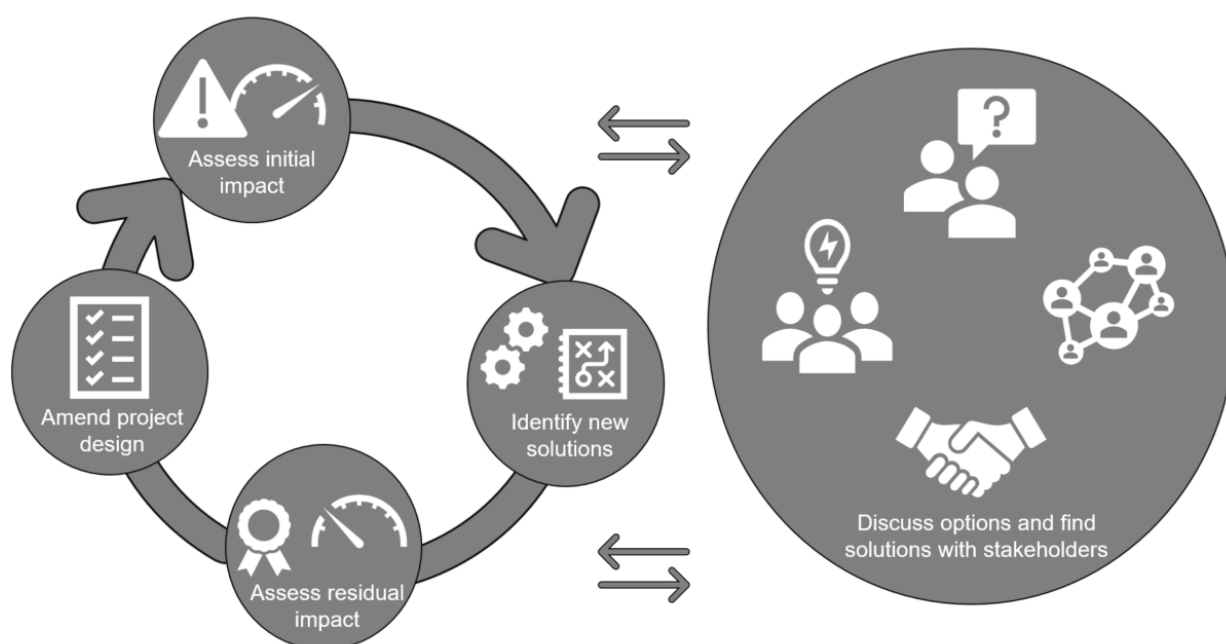 Assess initial
impact
Identify new
solutions
Assess residual
impact
Amend project
design
?
Discuss options and find
solutions with stakeholders